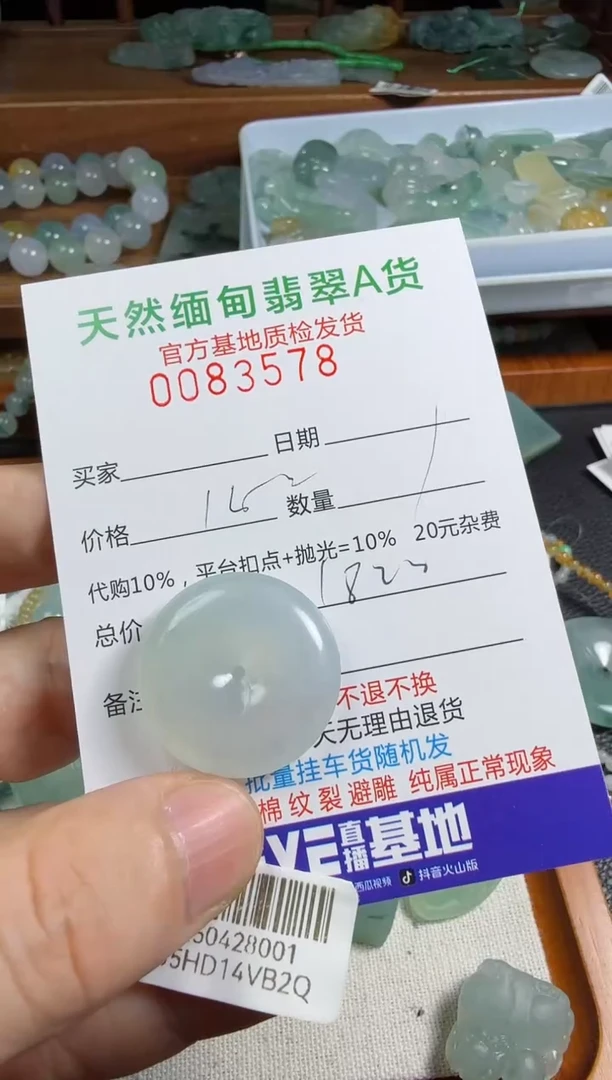 天然缅甸翡翠A货
官方基地质检发货
0083578
买家 日期
价格 数量
代购10%，平台扣点+抛光=10% 20元杂费
总价 1822
备注
不退不换
天无理由退货
批量挂车货随机发
棉纹裂避雕 纯属正常现象
直播基地
西瓜视频 抖音火山版
50428001
5HD14VB2Q